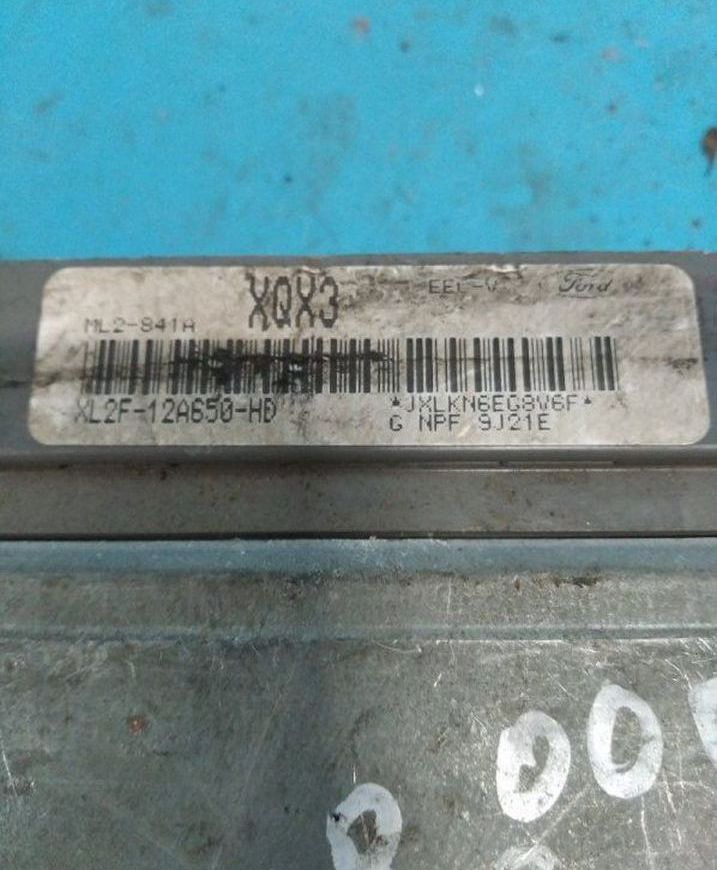 XQX3 EEC-V Ford
ML2-841A
XL2F-12A650-HD *JXLKN6EG8V6F*
G NPF 9J21E